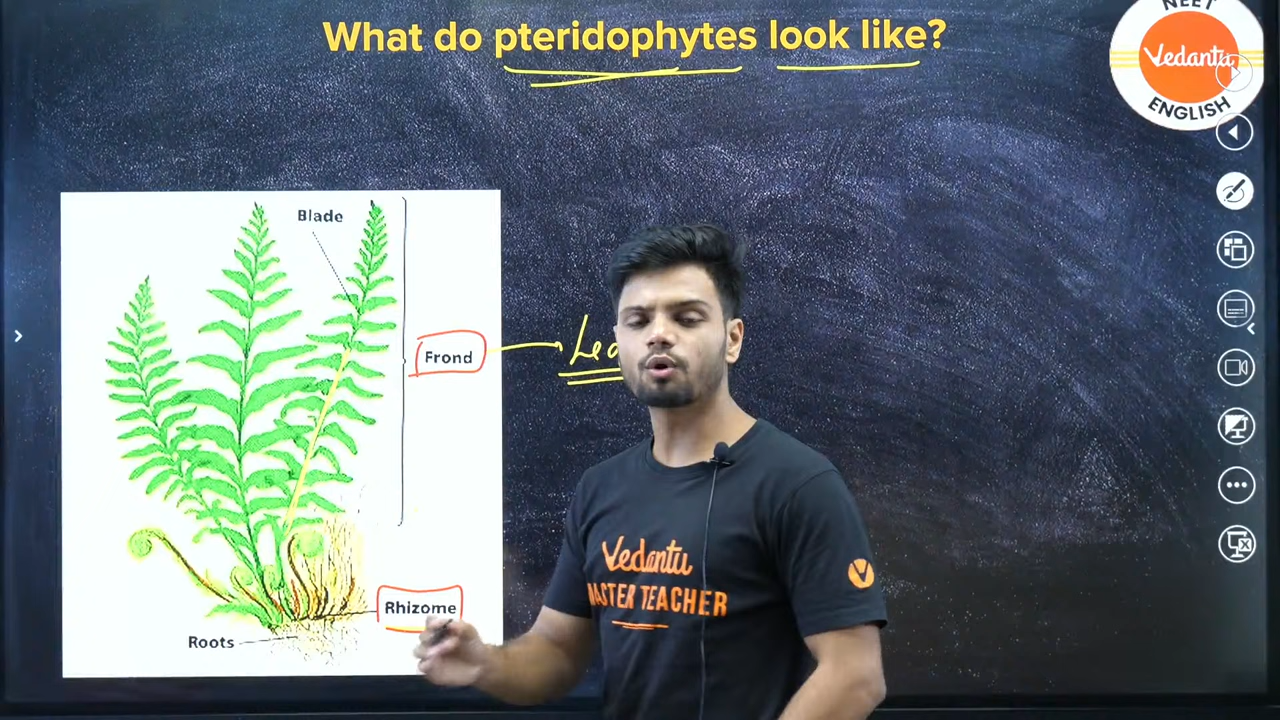 What do pteridophytes look like?
NEET
Vedantu
ENGLISH
Blade
Frond
Rhizome
Roots
Vedantu
MASTER TEACHER